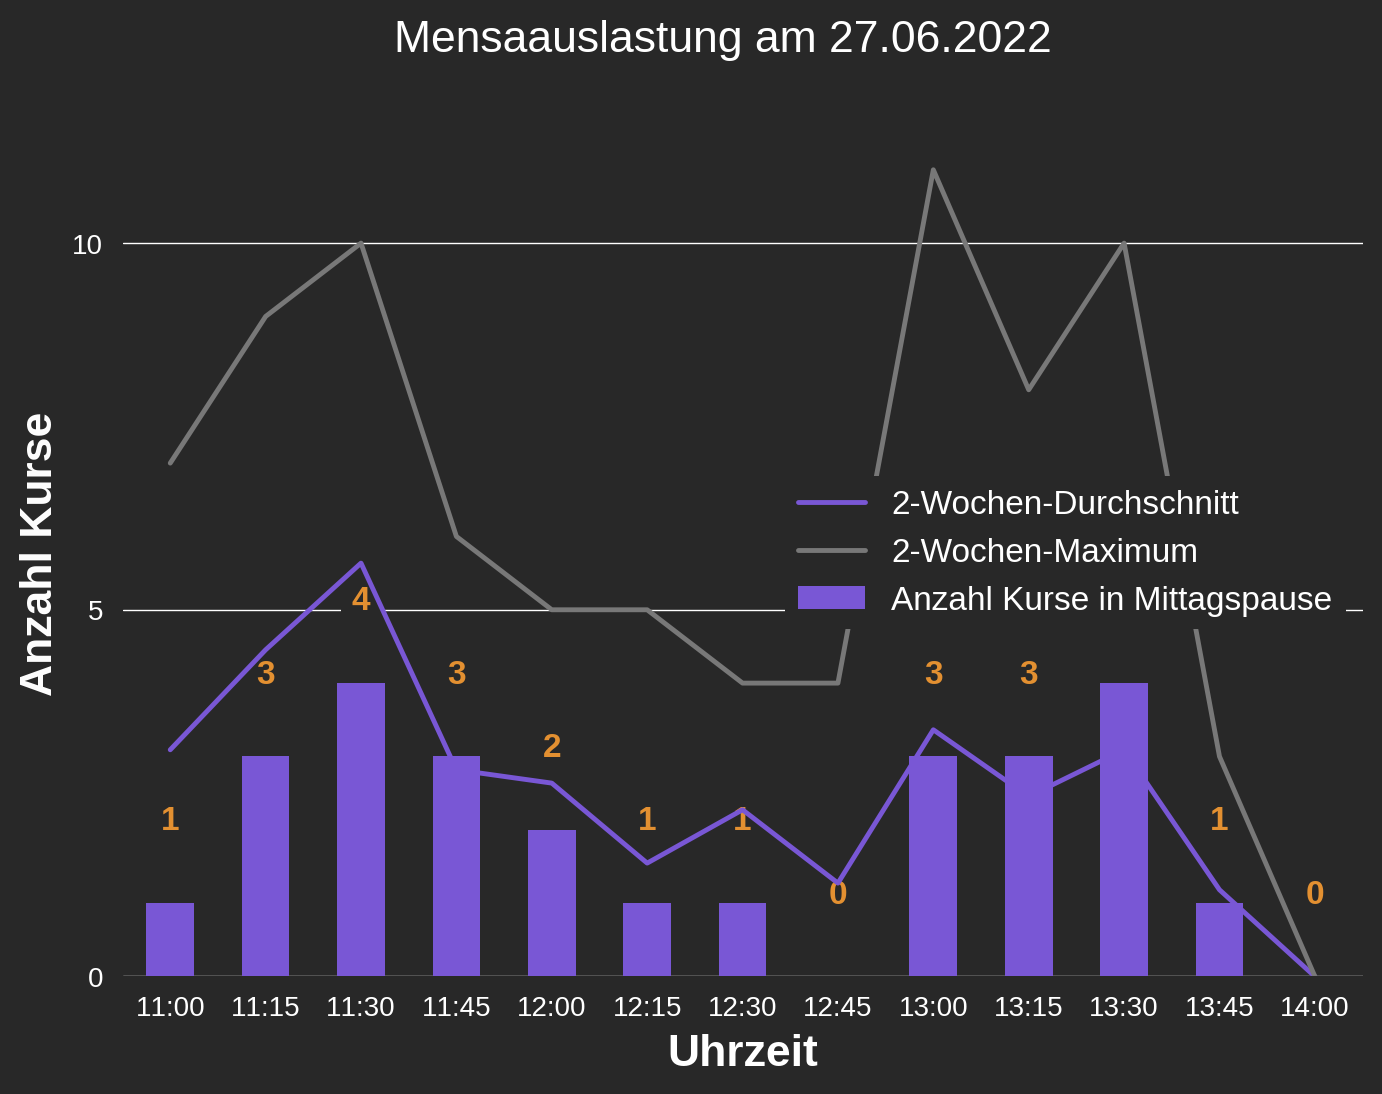 Mensaauslastung am 27.06.2022
Anzahl Kurse
10
5
0
2-Wochen-Durchschnitt
2-Wochen-Maximum
Anzahl Kurse in Mittagspause
1
3
4
3
2
1
1
0
3
3
1
0
11:00 11:15 11:30 11:45 12:00 12:15 12:30 12:45 13:00 13:15 13:30 13:45 14:00
Uhrzeit